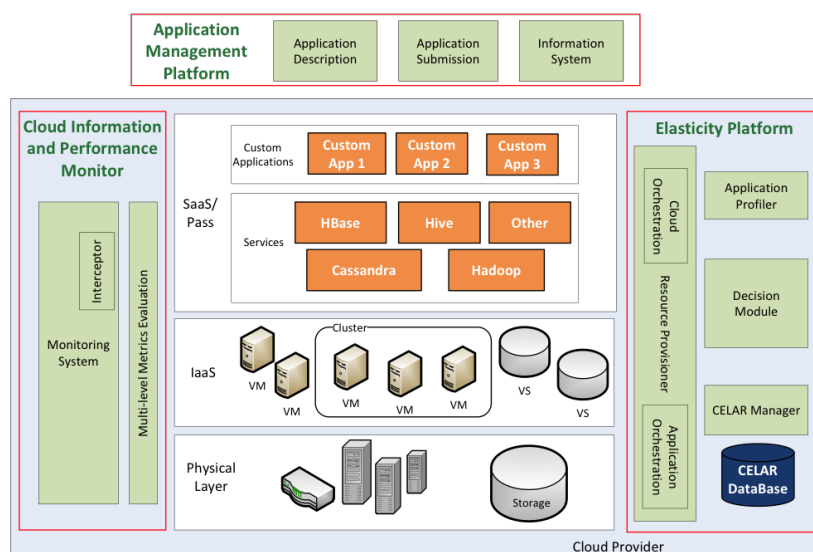 Application
Management
Platform
Application
Description
Application
Submission
Information
System
Cloud Information
and Performance
Monitor
Interceptor
Monitoring
System
Multi-level Metrics Evaluation
SaaS/
Pass
Custom
Applications
Custom
App 1
Custom
App 2
Custom
App 3
Services
HBase
Hive
Other
Cassandra
Hadoop
IaaS
Cluster
VM
VM
VM
VM
VM
VS
VS
Physical
Layer
Storage
Elasticity Platform
Cloud
Orchestration
Resource Provisioner
Application
Orchestration
Application
Profiler
Decision
Module
CELAR Manager
CELAR
DataBase
Cloud Provider